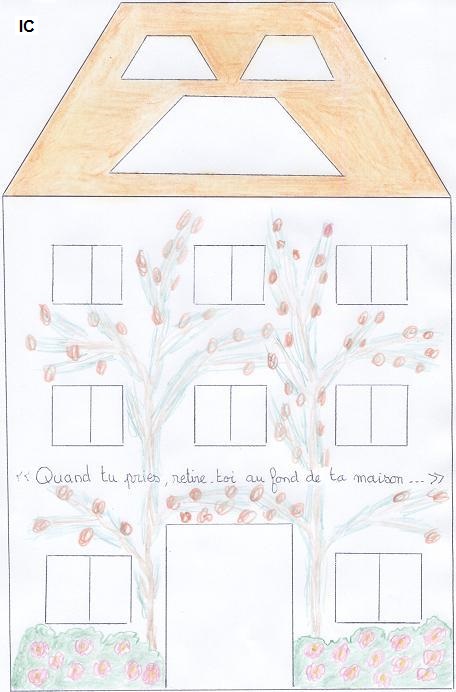 IC
“ Quand tu pries, retire-toi au fond de ta maison... »